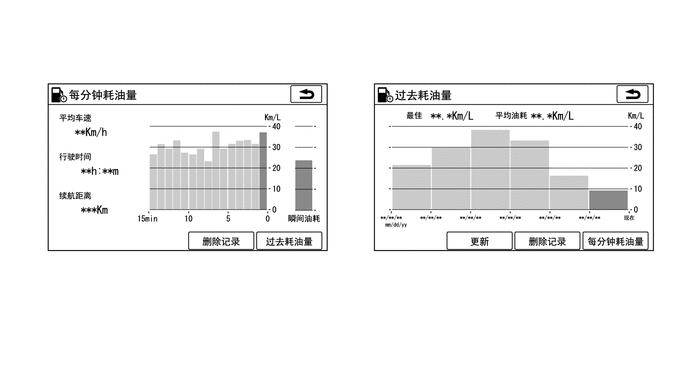 每分钟耗油量
平均车速
**Km/h
行驶时间
**h:**m
续航距离
***Km
Km/L
40
30
20
10
0
15min 10 5 0 瞬间油耗
删除记录 过去耗油量
过去耗油量
最佳 **.*Km/L 平均油耗 **.*Km/L
Km/L
40
30
20
10
0
**/**/** **/**/** **/**/** **/**/** **/**/** **/**/** 现在
mm/dd/yy
更新 删除记录 每分钟耗油量